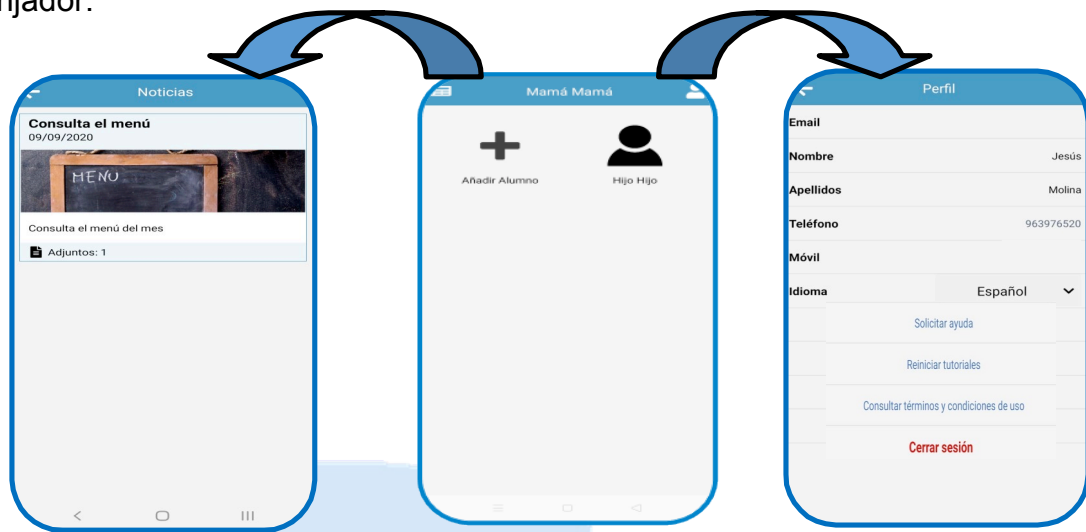 Noticias
Consulta el menú
09/09/2020
MENU
Consulta el menú del mes
Adjuntos: 1
Mamá Mamá
Añadir Alumno
Hijo Hijo
Perfil
Email
Nombre Jesús
Apellidos Molina
Teléfono 963976520
Móvil
Idioma Español
Solicitar ayuda
Reiniciar tutoriales
Consultar términos y condiciones de uso
Cerrar sesión